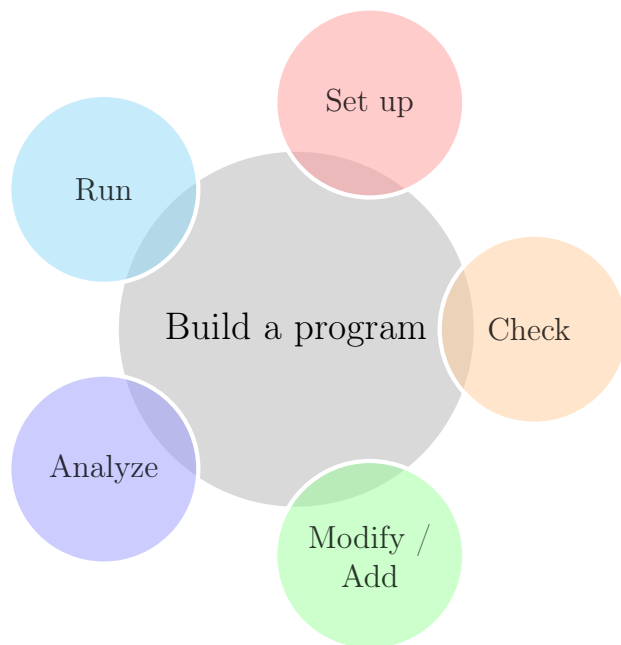 Set up
Run
Build a program
Check
Analyze
Modify /
Add